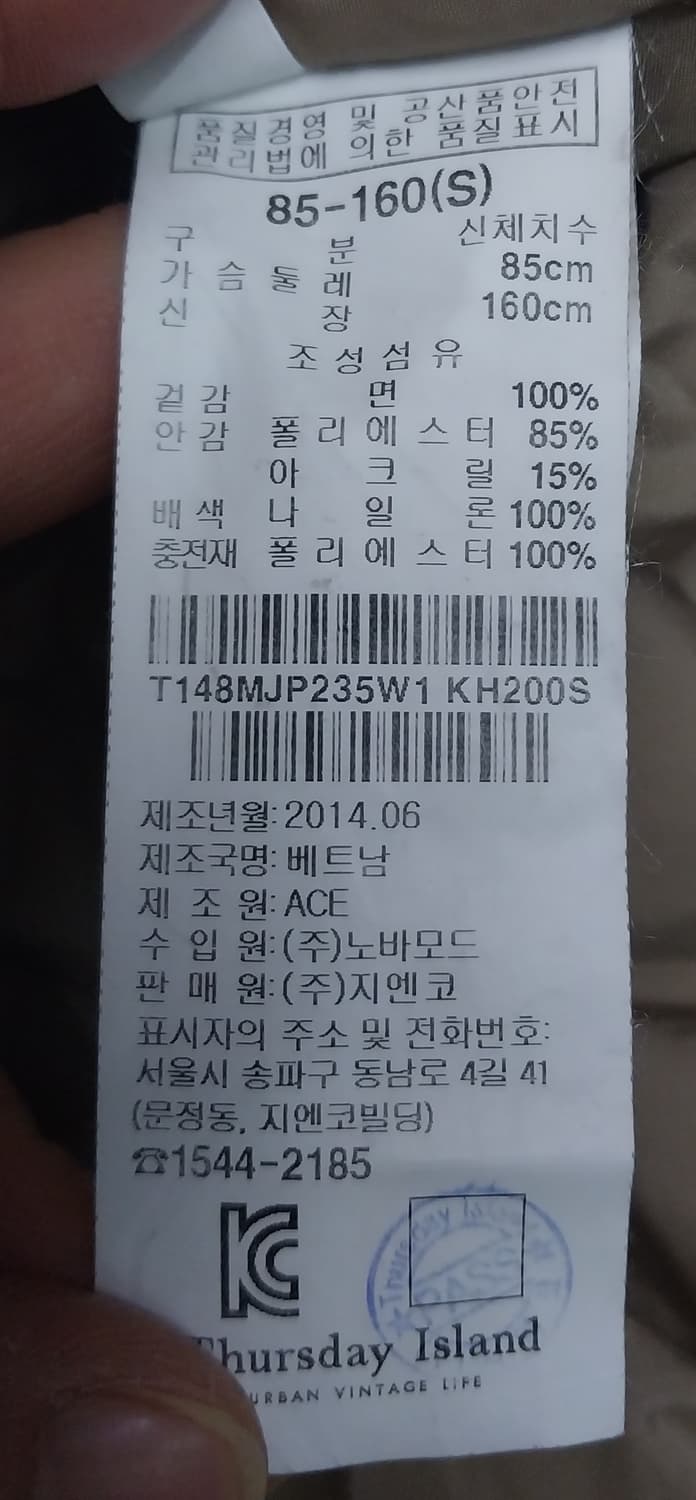 품질경영 및 공산품안전
관리법에 의한 품질표시
85-160(S)
구 분 신체치수
가슴둘레 85cm
신 장 160cm
조성섬유
겉감 면 100%
안감 폴리에스터 85%
아크릴 15%
배색 나일론 100%
충전재 폴리에스터 100%
T148MJP235W1 KH200S
제조년월:2014.06
제조국명:베트남
제 조 원:ACE
수 입 원:(주)노바모드
판 매 원:(주)지엔코
표시자의 주소 및 전화번호:
서울시 송파구 동남로 4길 41
(문정동, 지엔코빌딩)
☎1544-2185
KC
Thursday Island
URBAN VINTAGE LiFE